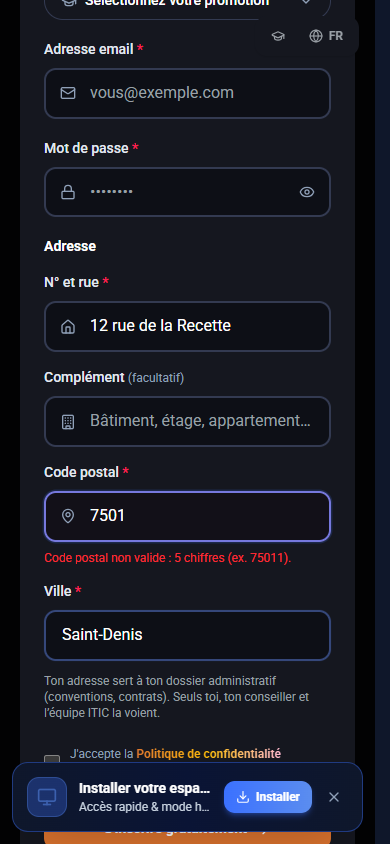 Sélectionnez votre promotion
FR
Adresse email *
vous@exemple.com
Mot de passe *
••••••••
Adresse
N° et rue *
12 rue de la Recette
Complément (facultatif)
Bâtiment, étage, appartement…
Code postal *
7501
Code postal non valide : 5 chiffres (ex. 75011).
Ville *
Saint-Denis
Ton adresse sert à ton dossier administratif
(conventions, contrats). Seuls toi, ton conseiller et
l'équipe ITIC la voient.
J'accepte la Politique de confidentialité
Installer votre espa...
Accès rapide & mode h...
Installer